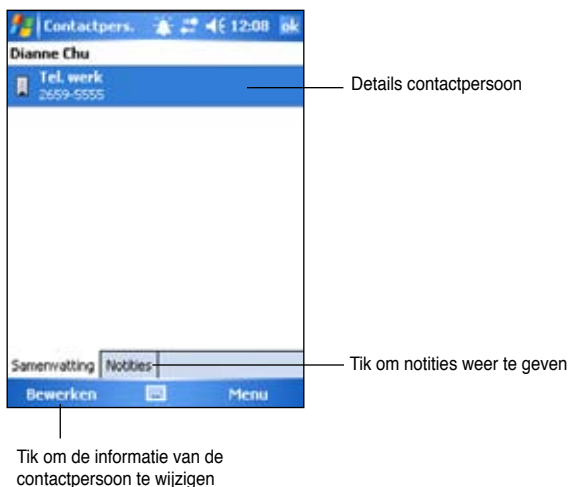 Contactpers. 12:08 ok
Dianne Chu
Tel. werk
2659-5555
Details contactpersoon
Samenvatting Notities
Tik om notities weer te geven
Bewerken Menu
Tik om de informatie van de
contactpersoon te wijzigen